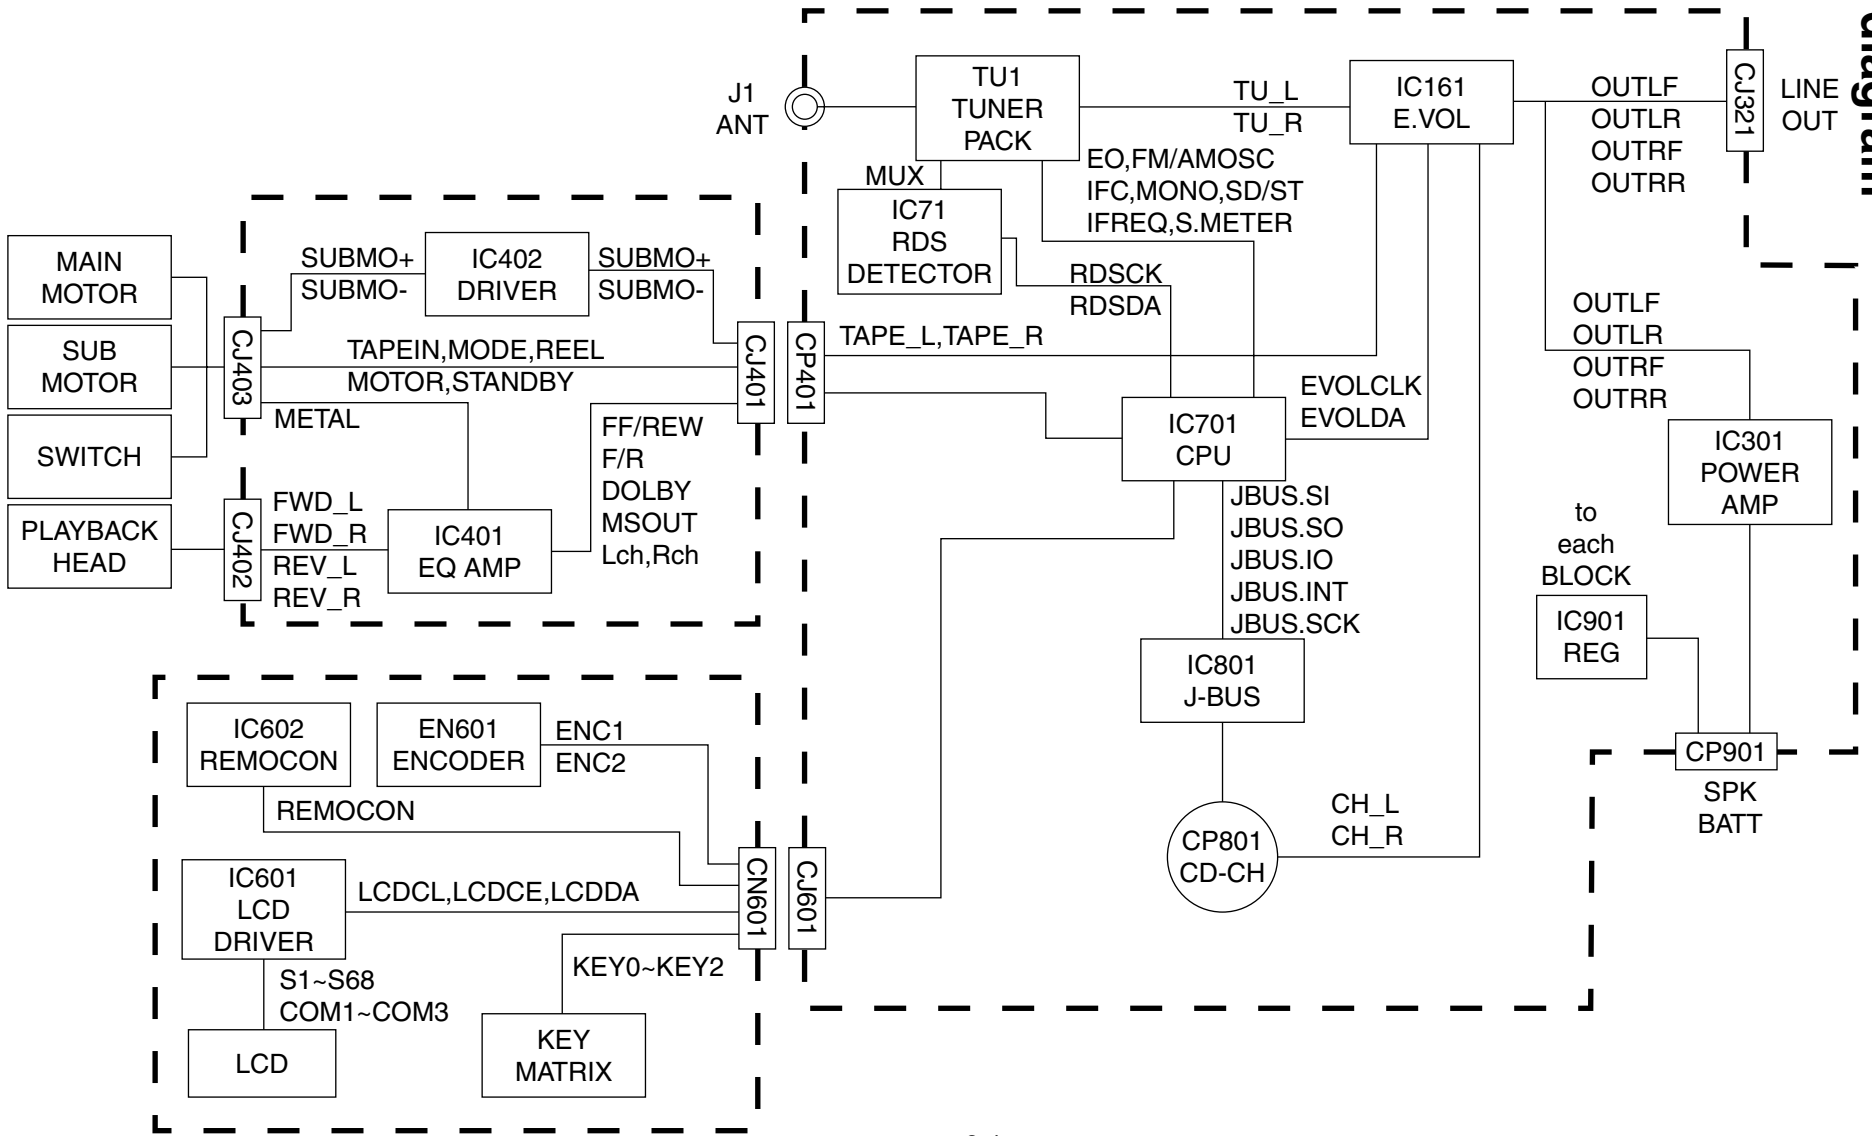 diagram
J1
ANT
TU1
TUNER
PACK
TU_L
TU_R
IC161
E.VOL
OUTLF
OUTLR
OUTRF
OUTRR
CJ321
LINE
OUT
MUX
EO,FM/AMOSC
IFC,MONO,SD/ST
IFREQ,S.METER
IC71
RDS
DETECTOR
RDSCK
RDSDA
MAIN
MOTOR
SUB
MOTOR
SWITCH
PLAYBACK
HEAD
CJ403
CJ402
SUBMO+
SUBMO-
IC402
DRIVER
SUBMO+
SUBMO-
TAPEIN,MODE,REEL
MOTOR,STANDBY
METAL
FWD_L
FWD_R
REV_L
REV_R
IC401
EQ AMP
FF/REW
F/R
DOLBY
MSOUT
Lch,Rch
CJ401
CP401
TAPE_L,TAPE_R
IC701
CPU
EVOLCLK
EVOLDA
OUTLF
OUTLR
OUTRF
OUTRR
IC301
POWER
AMP
JBUS.SI
JBUS.SO
JBUS.IO
JBUS.INT
JBUS.SCK
to
each
BLOCK
IC901
REG
IC801
J-BUS
CP901
SPK
BATT
CP801
CD-CH
CH_L
CH_R
IC602
REMOCON
EN601
ENCODER
ENC1
ENC2
REMOCON
IC601
LCD
DRIVER
LCDCL,LCDCE,LCDDA
CN601
CJ601
S1~S68
COM1~COM3
KEY0~KEY2
LCD
KEY
MATRIX